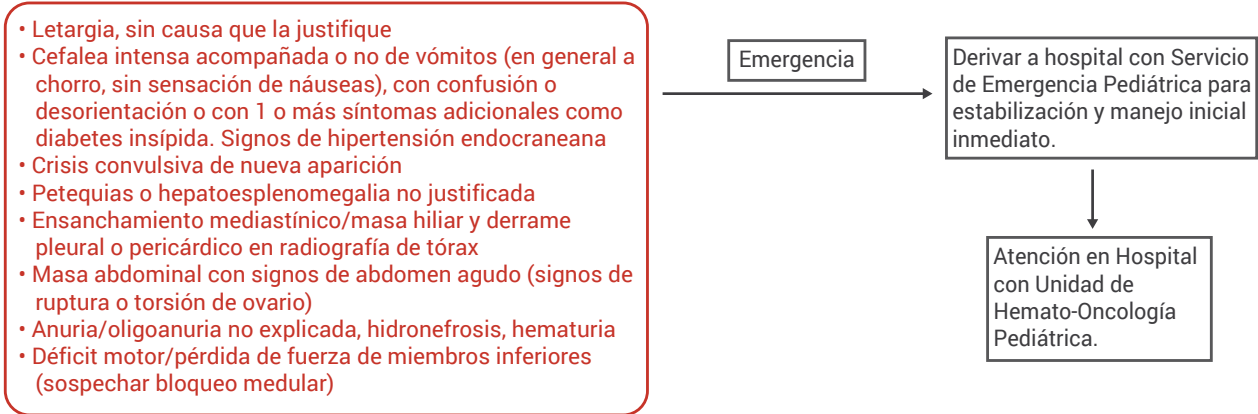 • Letargia, sin causa que la justifique
• Cefalea intensa acompañada o no de vómitos (en general a
chorro, sin sensación de náuseas), con confusión o
desorientación o con 1 o más síntomas adicionales como
diabetes insípida. Signos de hipertensión endocraneana
• Crisis convulsiva de nueva aparición
• Petequias o hepatoesplenomegalia no justificada
• Ensanchamiento mediastínico/masa hiliar y derrame
pleural o pericárdico en radiografía de tórax
• Masa abdominal con signos de abdomen agudo (signos de
ruptura o torsión de ovario)
• Anuria/oligoanuria no explicada, hidronefrosis, hematuria
• Déficit motor/pérdida de fuerza de miembros inferiores
(sospechar bloqueo medular)
Emergencia
Derivar a hospital con Servicio
de Emergencia Pediátrica para
estabilización y manejo inicial
inmediato.
Atención en Hospital
con Unidad de
Hemato-Oncología
Pediátrica.